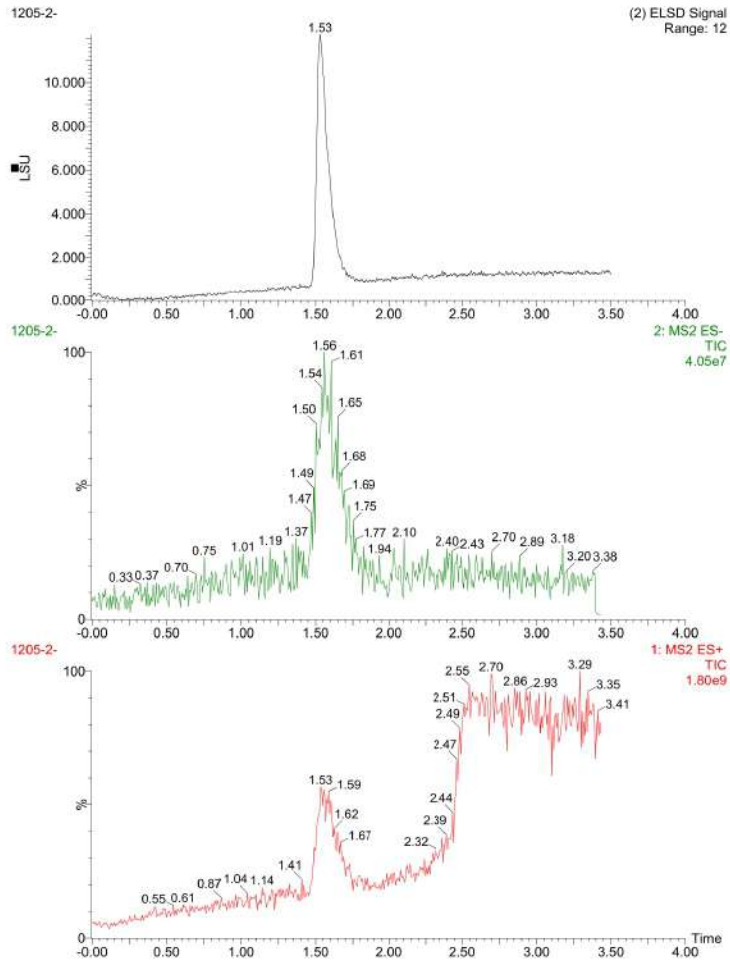 1205-2-
(2) ELSD Signal
Range: 12
1.53
10.000
8.000
6.000
4.000
2.000
0.000
LSU
-0.00 0.50 1.00 1.50 2.00 2.50 3.00 3.50 4.00
1205-2-
2: MS2 ES-
TIC
4.05e7
100
%
0
1.56
1.61
1.54
1.65
1.50
1.68
1.49
1.69
1.47
1.75
1.37
1.77
1.94
2.10
0.33 0.37 0.70 0.75 1.01 1.19
2.40 2.43 2.70 2.89 3.18 3.20 3.38
-0.00 0.50 1.00 1.50 2.00 2.50 3.00 3.50 4.00
1205-2-
1: MS2 ES+
TIC
1.80e9
100
%
0
2.55 2.70 2.86 2.93 3.29 3.35 3.41
2.51
2.49
2.47
2.44
2.39
2.32
1.53 1.59
1.62
1.67
0.55 0.61 0.87 1.04 1.14 1.41
Time
-0.00 0.50 1.00 1.50 2.00 2.50 3.00 3.50 4.00